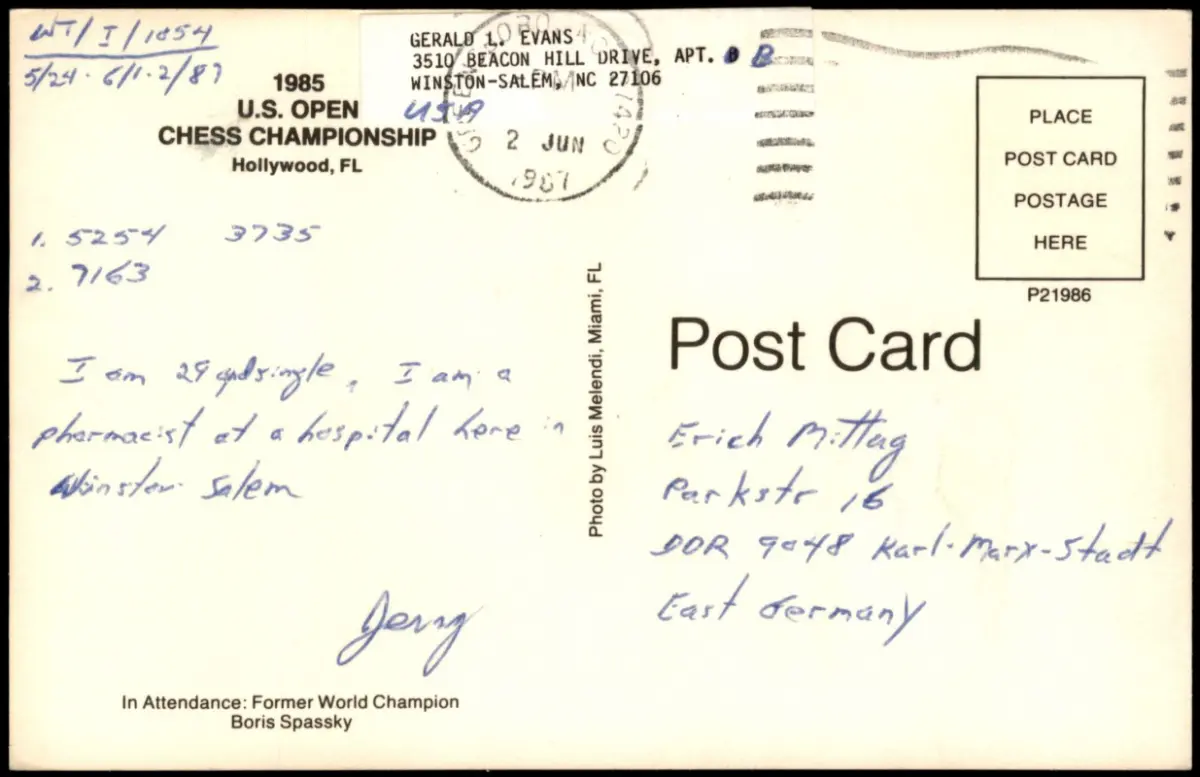 WT/I/1054
5/24 · 6/1 · 2/87
GERALD L. EVANS
3510 BEACON HILL DRIVE, APT. B
WINSTON-SALEM, NC 27106
USA
2 JUN
1987
1985
U.S. OPEN
CHESS CHAMPIONSHIP
Hollywood, FL
PLACE
POST CARD
POSTAGE
HERE
P21986
1. 5254 3735
2. 7163
I am 29 and single. I am a
pharmacist at a hospital here in
Winston Salem
Jerry
In Attendance: Former World Champion
Boris Spassky
Photo by Luis Melendi, Miami, FL
Post Card
Erich Mittag
Parkstr 16
DDR 9048 Karl-Marx-Stadt
East Germany